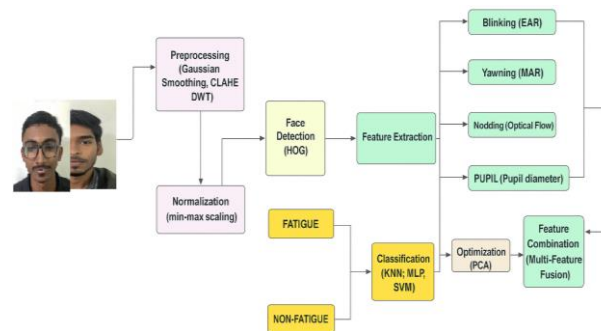 Preprocessing
(Gaussian
Smoothing, CLAHE
DWT)
Normalization
(min-max scaling)
Face
Detection
(HOG)
Feature Extraction
Blinking (EAR)
Yawning (MAR)
Nodding (Optical Flow)
PUPIL (Pupil diameter)
FATIGUE
NON-FATIGUE
Classification
(KNN; MLP,
SVM)
Optimization
(PCA)
Feature
Combination
(Multi-Feature
Fusion)